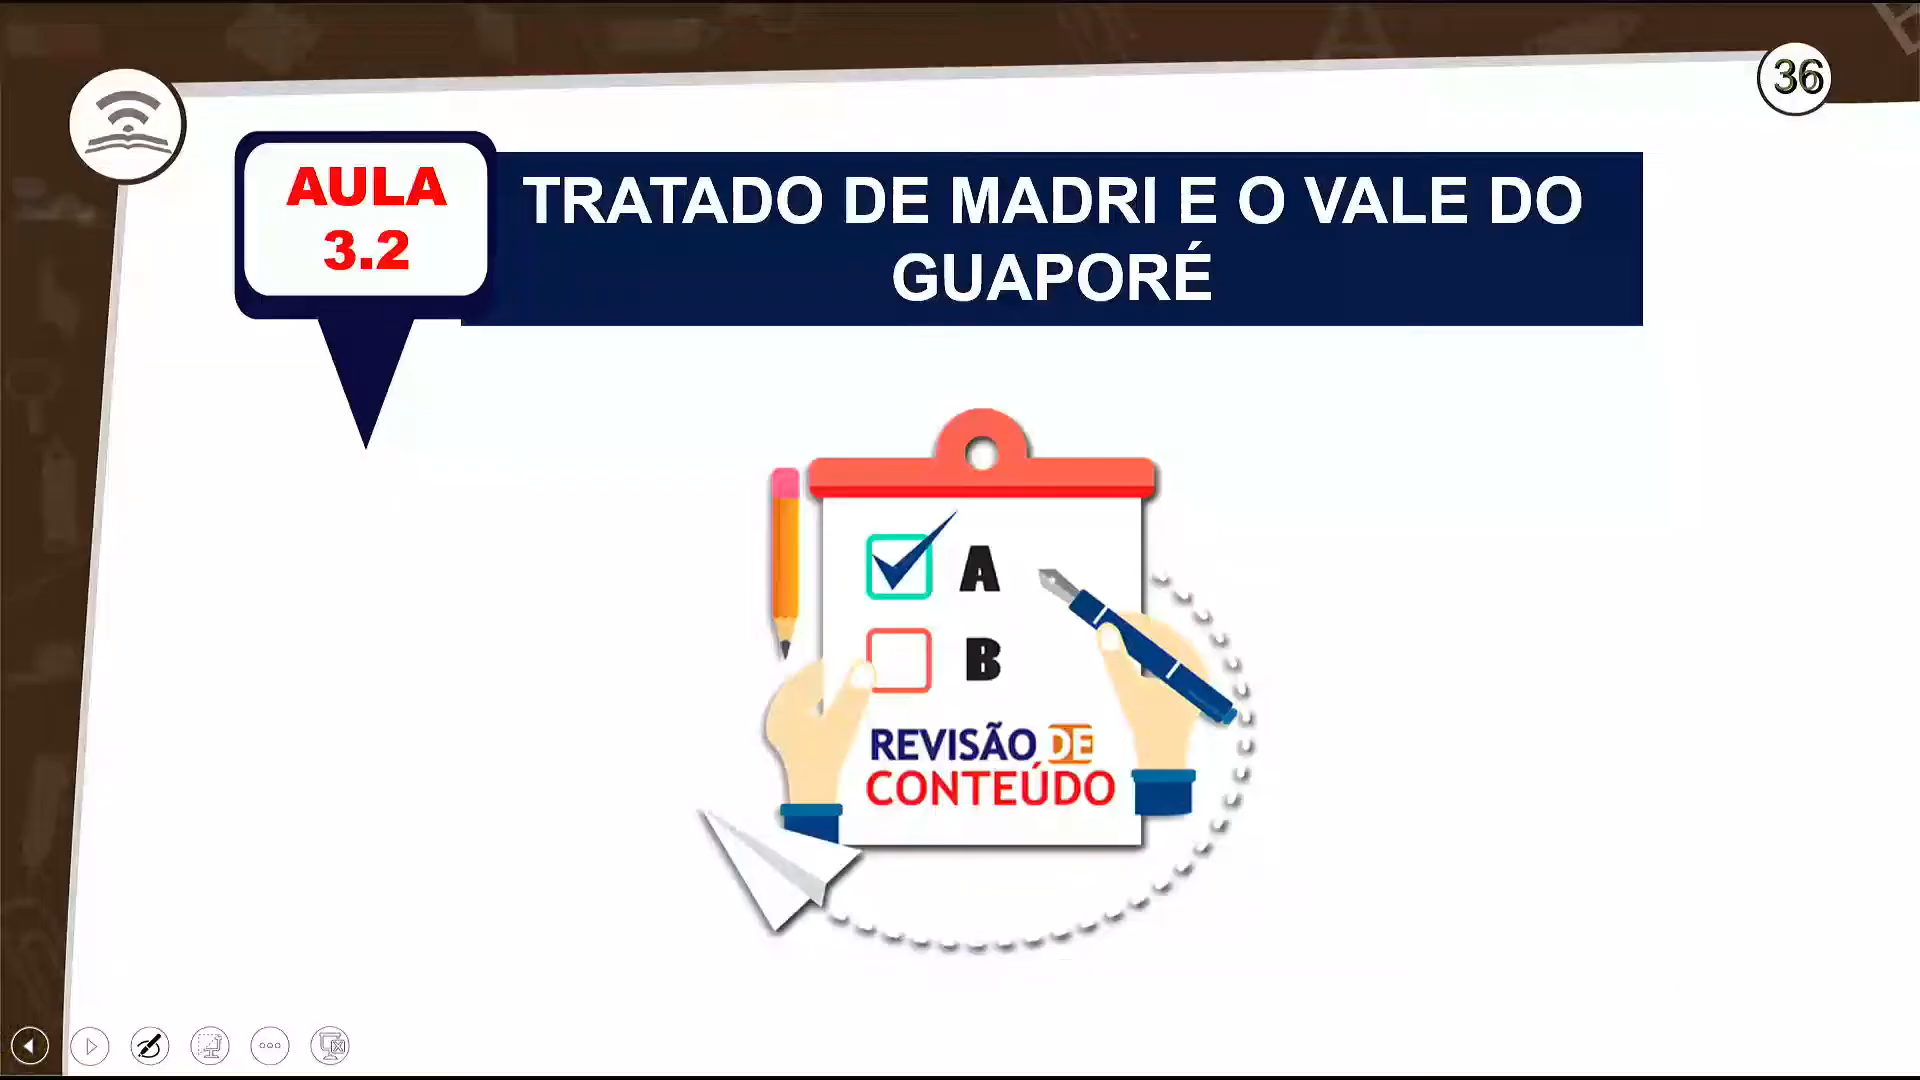 36
AULA
3.2
TRATADO DE MADRI E O VALE DO
GUAPORÉ
A
B
REVISÃO DE
CONTEÚDO